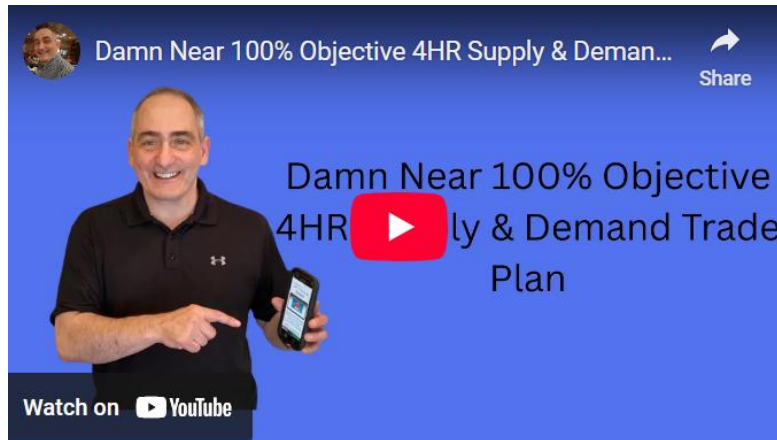 Damn Near 100% Objective 4HR Supply & Deman...
Share
Damn Near 100% Objective
4HR ly & Demand Trade
Plan
Watch on YouTube